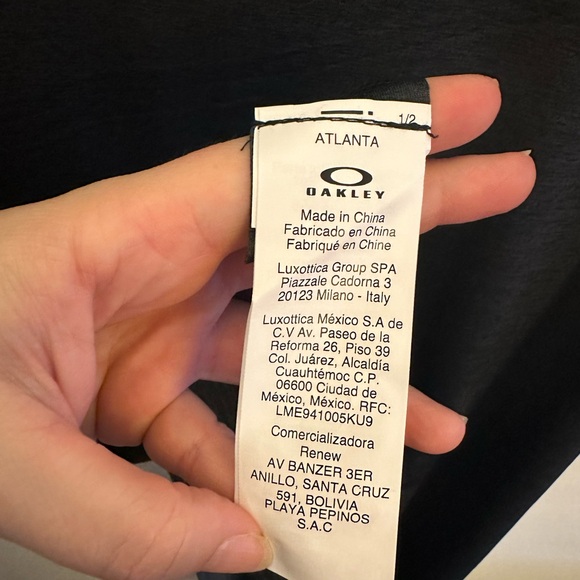 1/2
ATLANTA
OAKLEY
Made in China
Fabricado en China
Fabriqué en Chine
Luxottica Group SPA
Piazzale Cadorna 3
20123 Milano - Italy
Luxottica México S.A de
C.V Av. Paseo de la
Reforma 26, Piso 39
Col. Juárez, Alcaldía
Cuauhtémoc C.P.
06600 Ciudad de
México, México. RFC:
LME941005KU9
Comercializadora
Renew
AV BANZER 3ER
ANILLO, SANTA CRUZ
591, BOLIVIA
PLAYA PEPINOS
S.A.C